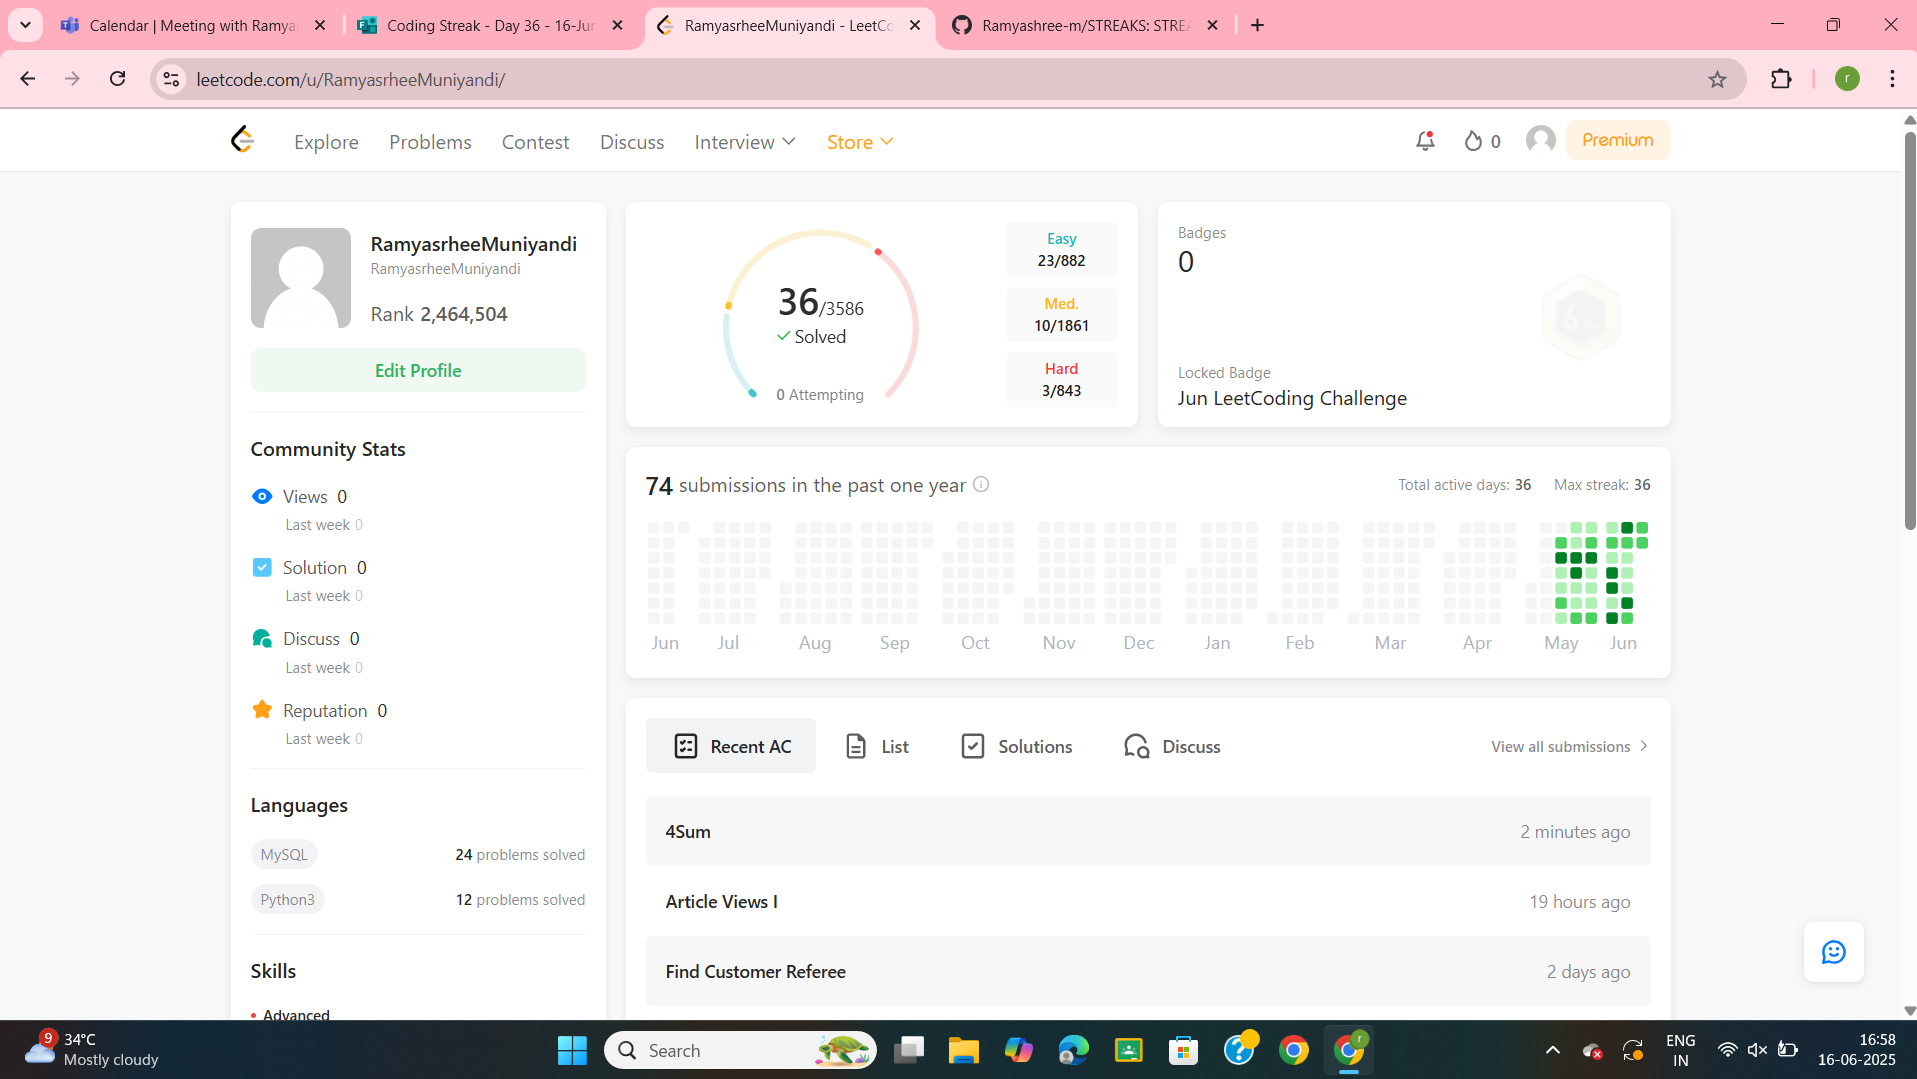 Calendar | Meeting with Ramya
Coding Streak - Day 36 - 16-Jun
RamyasrheeMuniyandi - LeetCo
Ramyashree-m/STREAKS: STREA
leetcode.com/u/RamyasrheeMuniyandi/
r
Explore
Problems
Contest
Discuss
Interview
Store
0
Premium
RamyasrheeMuniyandi
RamyasrheeMuniyandi
Rank 2,464,504
Edit Profile
Community Stats
Views 0
Last week 0
Solution 0
Last week 0
Discuss 0
Last week 0
Reputation 0
Last week 0
Languages
MySQL
24 problems solved
Python3
12 problems solved
Skills
Advanced
36/3586
Solved
0 Attempting
Easy
23/882
Med.
10/1861
Hard
3/843
Badges
0
Locked Badge
Jun LeetCoding Challenge
74 submissions in the past one year
Total active days: 36
Max streak: 36
Jun
Jul
Aug
Sep
Oct
Nov
Dec
Jan
Feb
Mar
Apr
May
Jun
Recent AC
List
Solutions
Discuss
View all submissions
4Sum
2 minutes ago
Article Views I
19 hours ago
Find Customer Referee
2 days ago
9
34°C
Mostly cloudy
Search
r
ENG
IN
16:58
16-06-2025